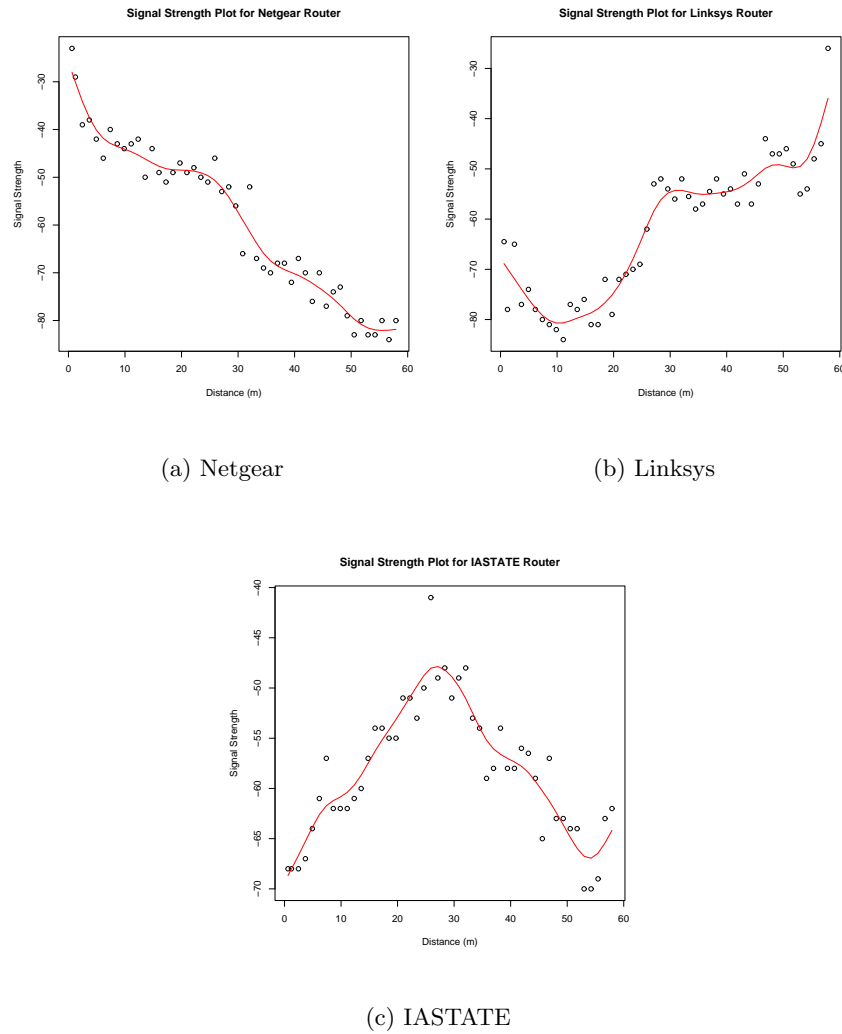 Signal Strength Plot for Netgear Router
Signal Strength
−30
−40
−50
−60
−70
−80
0 10 20 30 40 50 60
Distance (m)
(a) Netgear
Signal Strength Plot for Linksys Router
Signal Strength
−30
−40
−50
−60
−70
−80
0 10 20 30 40 50 60
Distance (m)
(b) Linksys
Signal Strength Plot for IASTATE Router
Signal Strength
−40
−45
−50
−55
−60
−65
−70
0 10 20 30 40 50 60
Distance (m)
(c) IASTATE